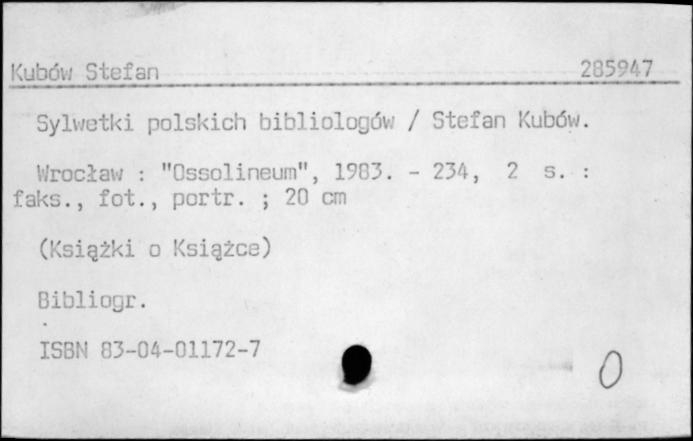 Kubów Stefan 285947
Sylwetki polskich bibliologów / Stefan Kubów.
Wrocław : "Ossolineum", 1983. - 234, 2 s. :
faks., fot., portr. ; 20 cm
(Książki o Książce)
Bibliogr.
ISBN 83-04-01172-7
0